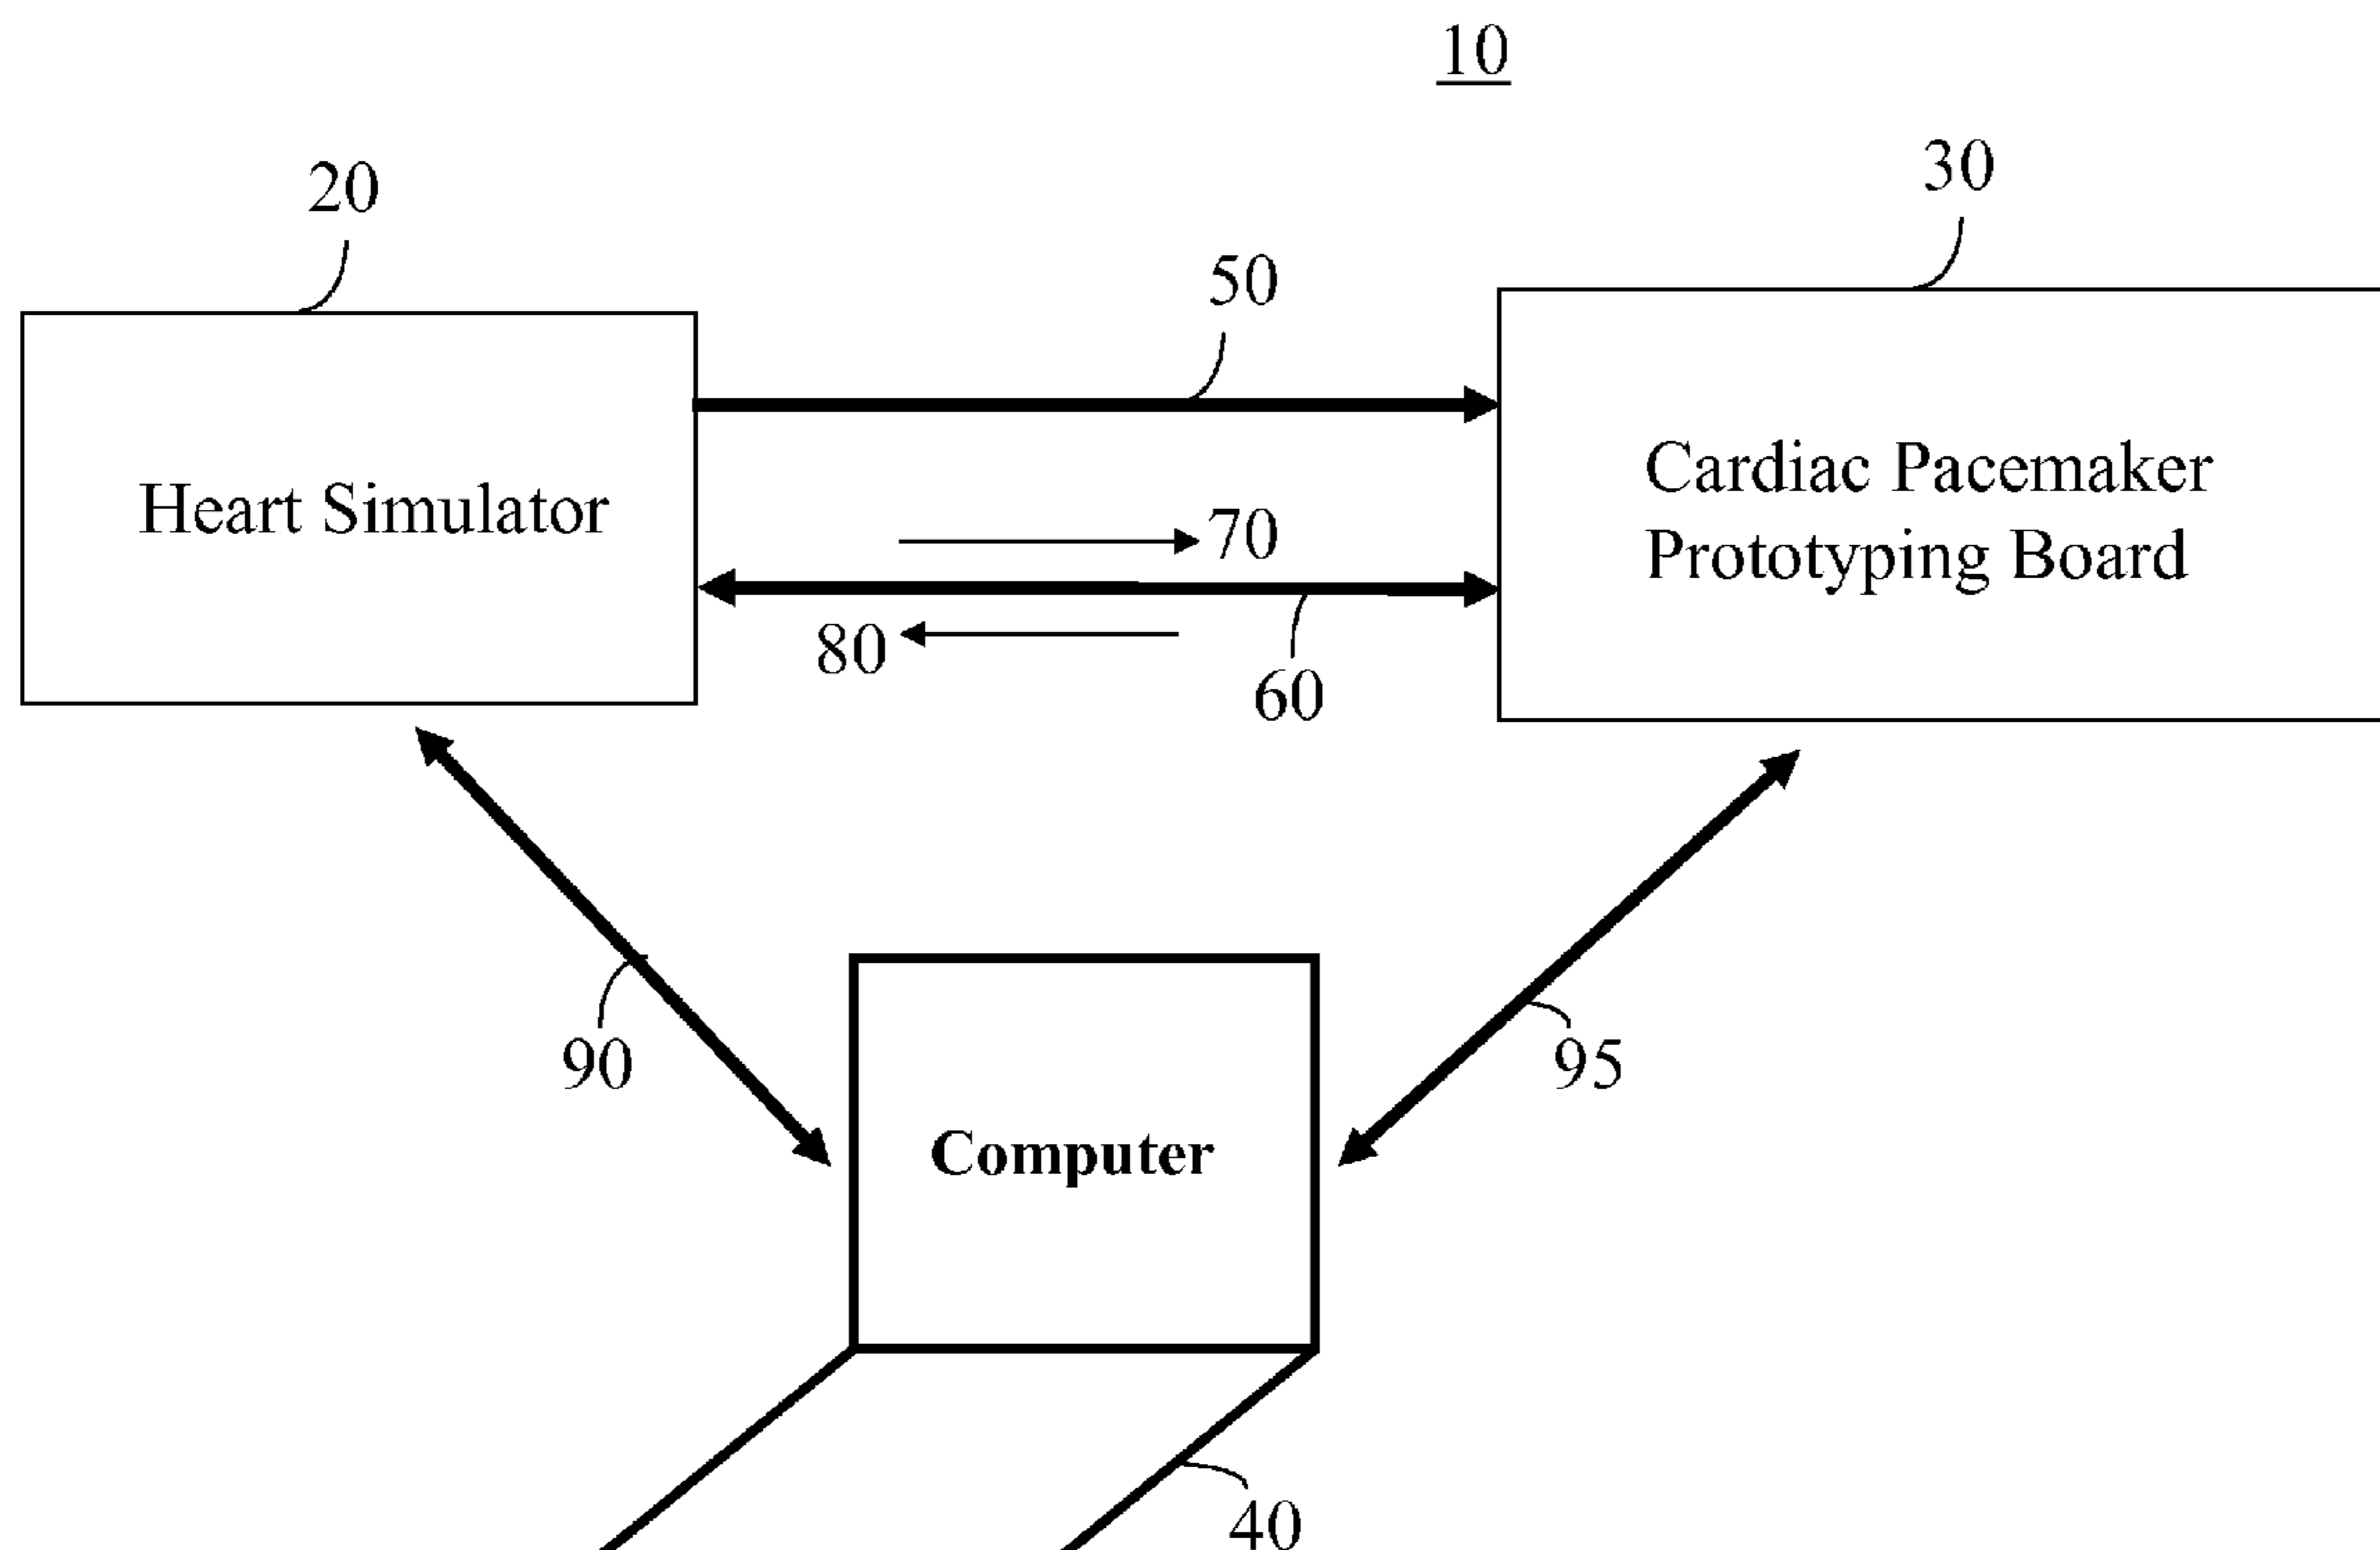 10
20
30
50
Heart Simulator
Cardiac Pacemaker
Prototyping Board
70
80
60
90
95
Computer
40